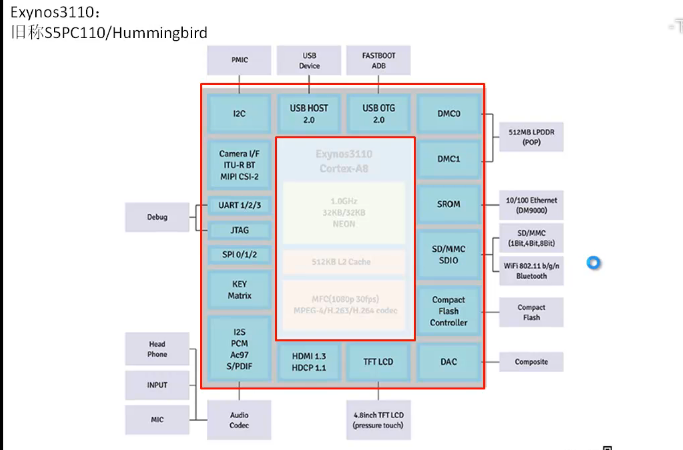 Exynos3110：
旧称S5PC110/Hummingbird
PMIC
USB
Device
FASTBOOT
ADB
I2C
USB HOST
2.0
USB OTG
2.0
DMC0
512MB LPDDR
(POP)
Camera I/F
ITU-R BT
MIPI CSI-2
Exynos3110
Cortex-A8
DMC1
1.0GHz
32KB/32KB
NEON
Debug
UART 1/2/3
JTAG
SROM
10/100 Ethernet
(DM9000)
SPI 0/1/2
512KB L2 Cache
SD/MMC
SDIO
SD/MMC
(1Bit,4Bit,8Bit)
WiFi 802.11 b/g/n
Bluetooth
KEY
Matrix
MFC(1080p 30fps)
MPEG-4/H.263/H.264 codec
Compact
Flash
Controller
Compact
Flash
Head
Phone
I2S
PCM
Ac97
S/PDIF
HDMI 1.3
HDCP 1.1
TFT LCD
DAC
Composite
INPUT
MIC
Audio
Codec
4.8inch TFT LCD
(pressure touch)